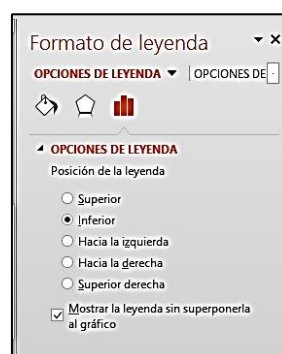 Formato de leyenda
OPCIONES DE LEYENDA
OPCIONES DE
OPCIONES DE LEYENDA
Posición de la leyenda
Superior
Inferior
Hacia la izquierda
Hacia la derecha
Superior derecha
Mostrar la leyenda sin superponerla
al gráfico